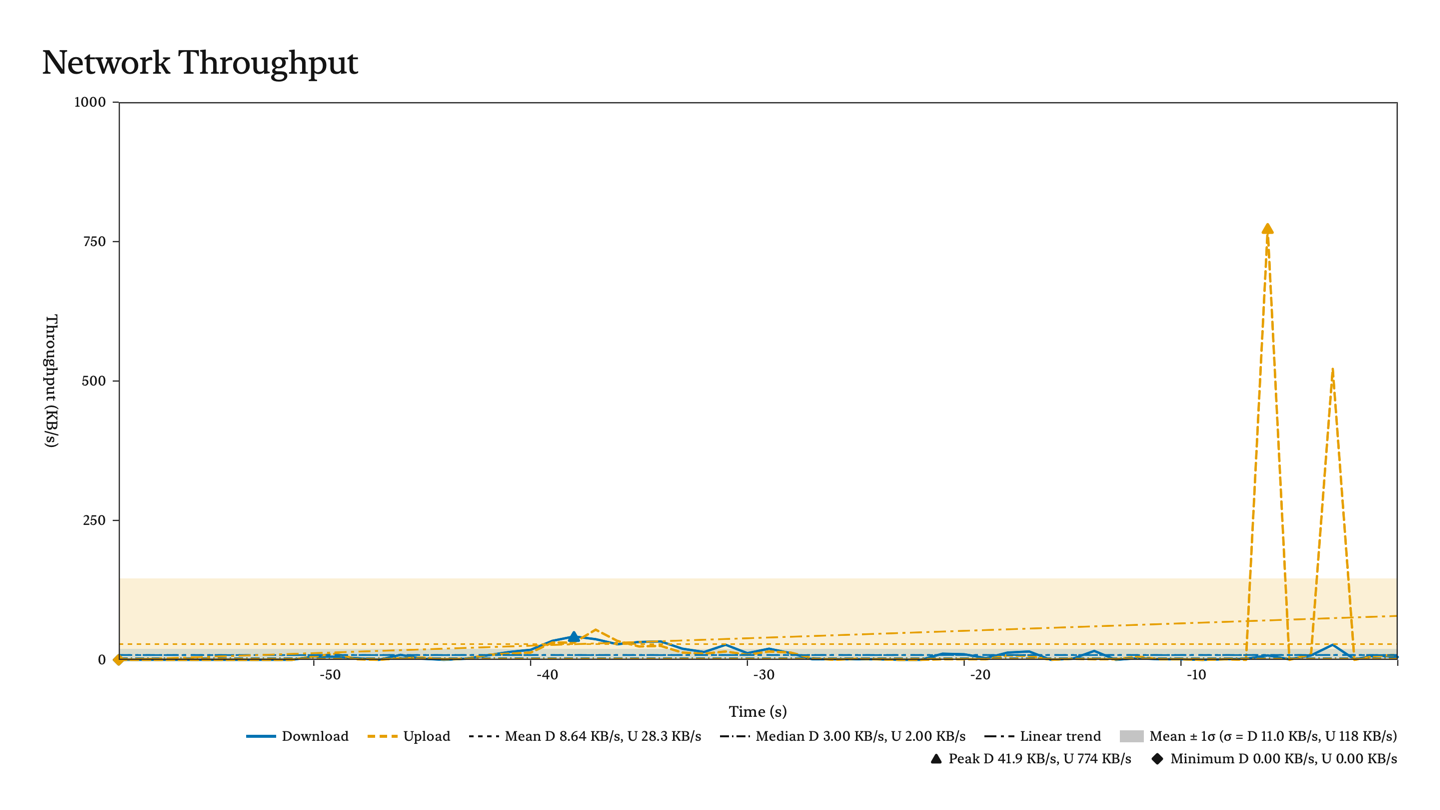 Network Throughput
1000
750
500
250
0
Throughput (KB/s)
-50
-40
-30
-20
-10
Time (s)
Download
Upload
Mean D 8.64 KB/s, U 28.3 KB/s
Median D 3.00 KB/s, U 2.00 KB/s
Linear trend
Mean ± 1σ (σ = D 11.0 KB/s, U 118 KB/s)
Peak D 41.9 KB/s, U 774 KB/s
Minimum D 0.00 KB/s, U 0.00 KB/s